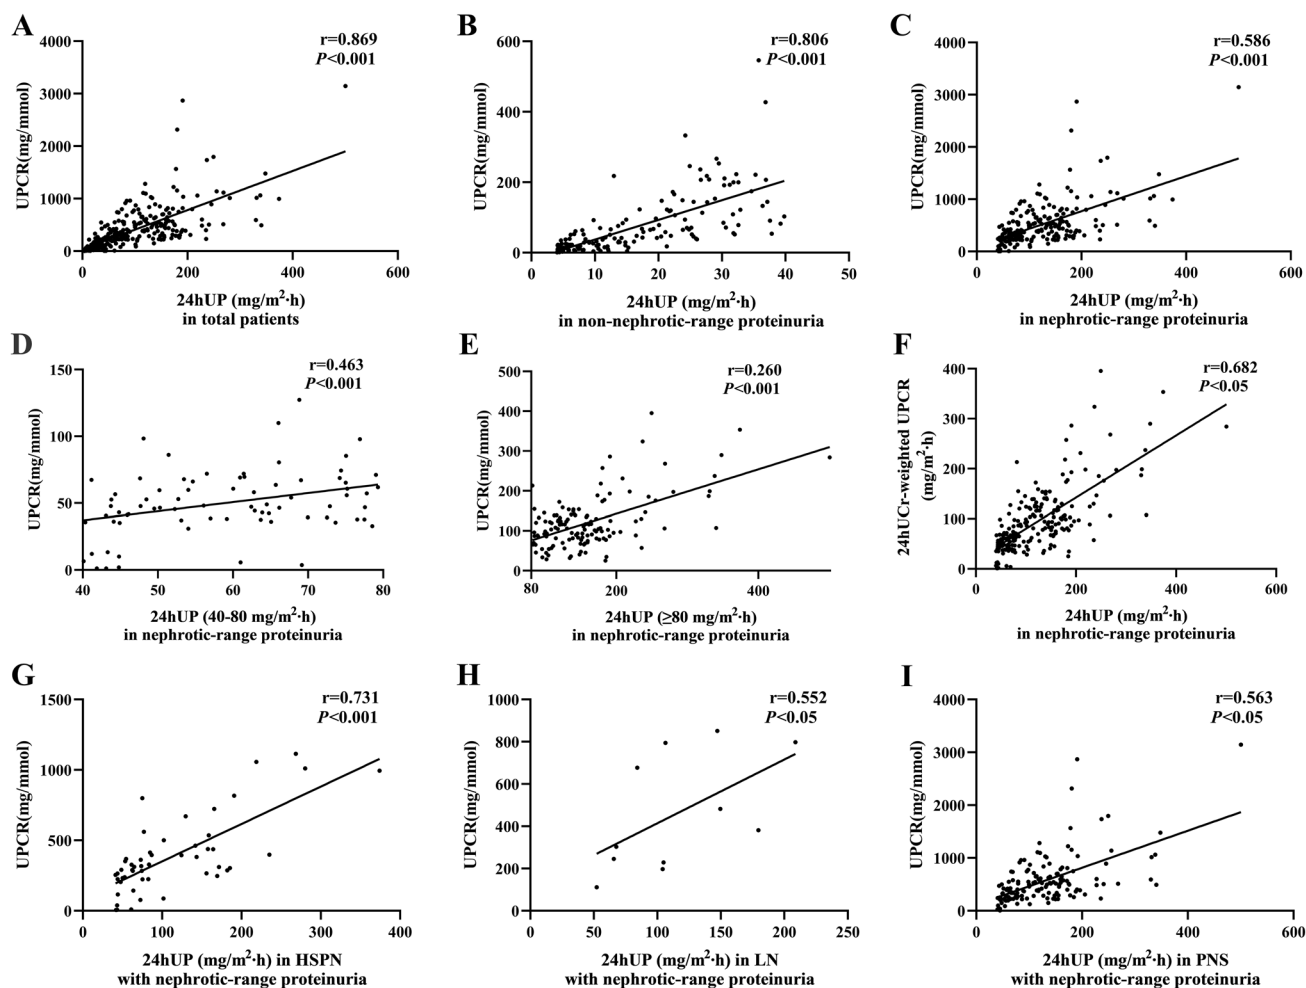 A
r=0.869
P<0.001
UPCR(mg/mmol)
4000
3000
2000
1000
0
0 200 400 600
24hUP (mg/m²·h)
in total patients
B
r=0.806
P<0.001
UPCR(mg/mmol)
600
400
200
0
0 10 20 30 40 50
24hUP (mg/m²·h)
in non-nephrotic-range proteinuria
C
r=0.586
P<0.001
UPCR(mg/mmol)
4000
3000
2000
1000
0
0 200 400 600
24hUP (mg/m²·h)
in nephrotic-range proteinuria
D
r=0.463
P<0.001
UPCR(mg/mmol)
150
100
50
0
40 50 60 70 80
24hUP (40-80 mg/m²·h)
in nephrotic-range proteinuria
E
r=0.260
P<0.001
UPCR(mg/mmol)
500
400
300
200
100
0
80 200 400
24hUP (≥80 mg/m²·h)
in nephrotic-range proteinuria
F
r=0.682
P<0.05
24hUCr-weighted UPCR
(mg/m²·h)
400
300
200
100
0
0 200 400 600
24hUP (mg/m²·h)
in nephrotic-range proteinuria
G
r=0.731
P<0.001
UPCR(mg/mmol)
1500
1000
500
0
0 100 200 300 400
24hUP (mg/m²·h) in HSPN
with nephrotic-range proteinuria
H
r=0.552
P<0.05
UPCR(mg/mmol)
1000
800
600
400
200
0
0 50 100 150 200 250
24hUP (mg/m²·h) in LN
with nephrotic-range proteinuria
I
r=0.563
P<0.05
UPCR(mg/mmol)
4000
3000
2000
1000
0
0 200 400 600
24hUP (mg/m²·h) in PNS
with nephrotic-range proteinuria